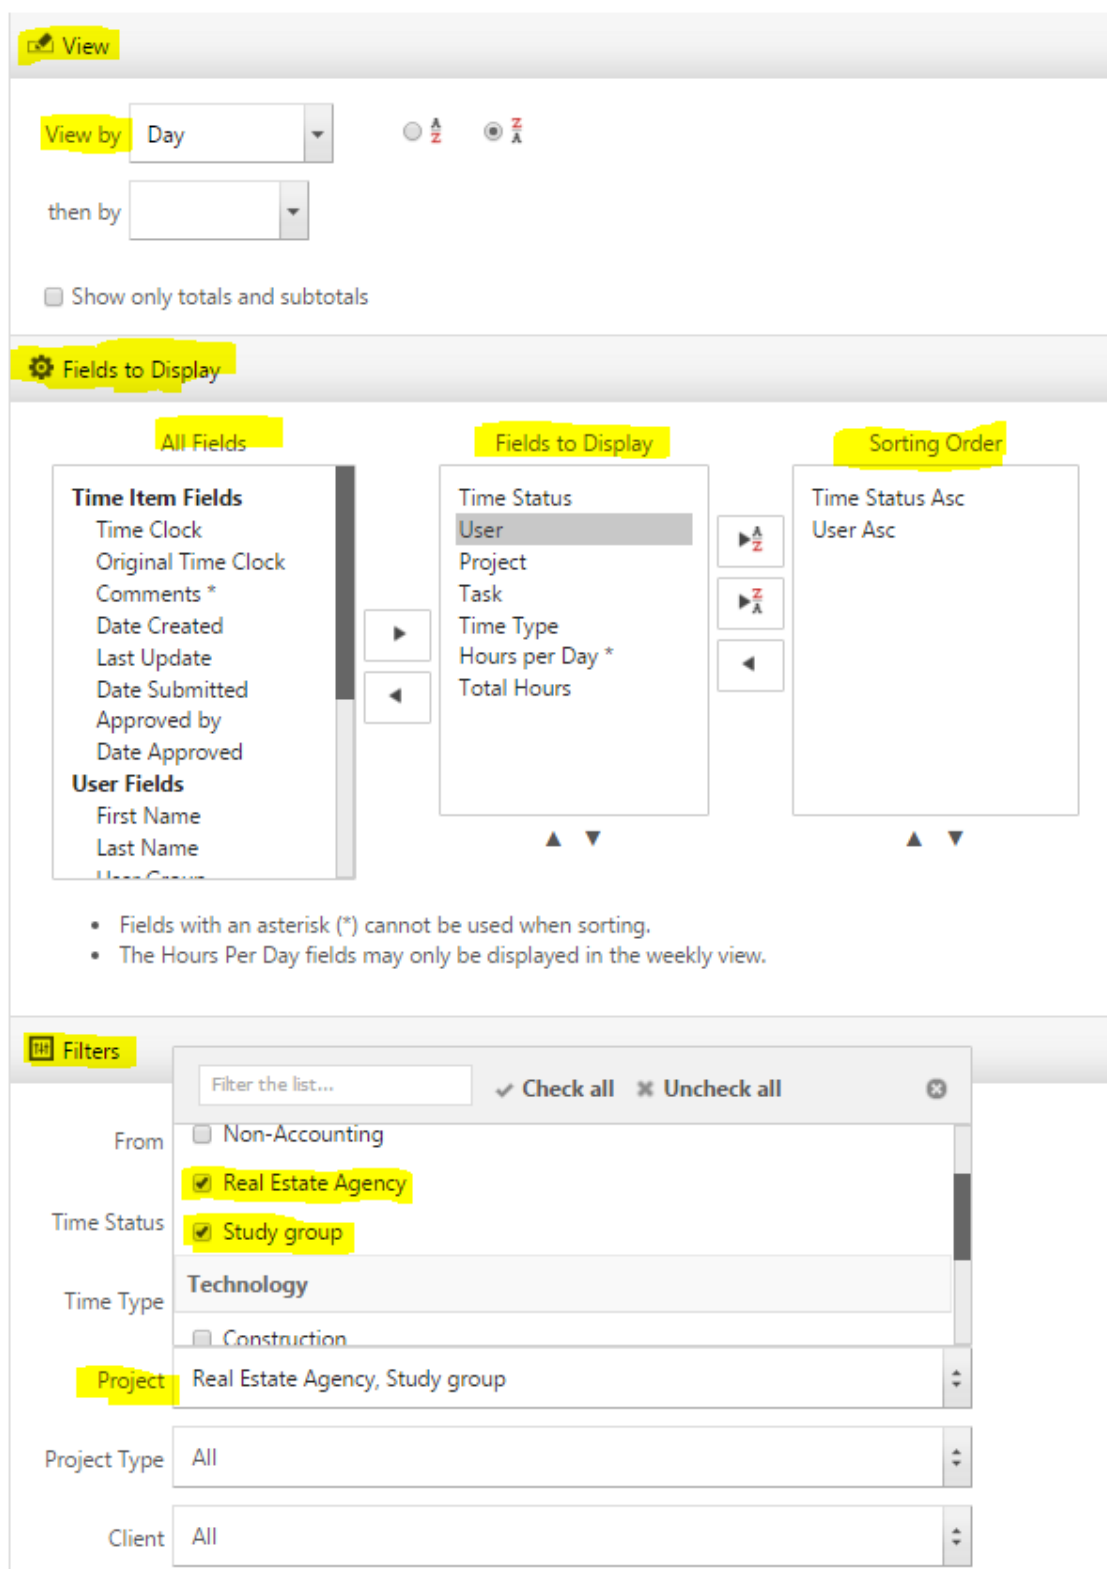 View
View by Day A Z Z A
then by
Show only totals and subtotals
Fields to Display
All Fields Fields to Display Sorting Order
Time Item Fields Time Status Time Status Asc
Time Clock User User Asc
Original Time Clock Project
Comments * Task
Date Created Time Type
Last Update Hours per Day *
Date Submitted Total Hours
Approved by
Date Approved
User Fields
First Name
Last Name
User Group
• Fields with an asterisk (*) cannot be used when sorting.
• The Hours Per Day fields may only be displayed in the weekly view.
Filters
Filter the list... Check all Uncheck all
From Non-Accounting
Real Estate Agency
Time Status Study group
Technology
Time Type
Construction
Project Real Estate Agency, Study group
Project Type All
Client All